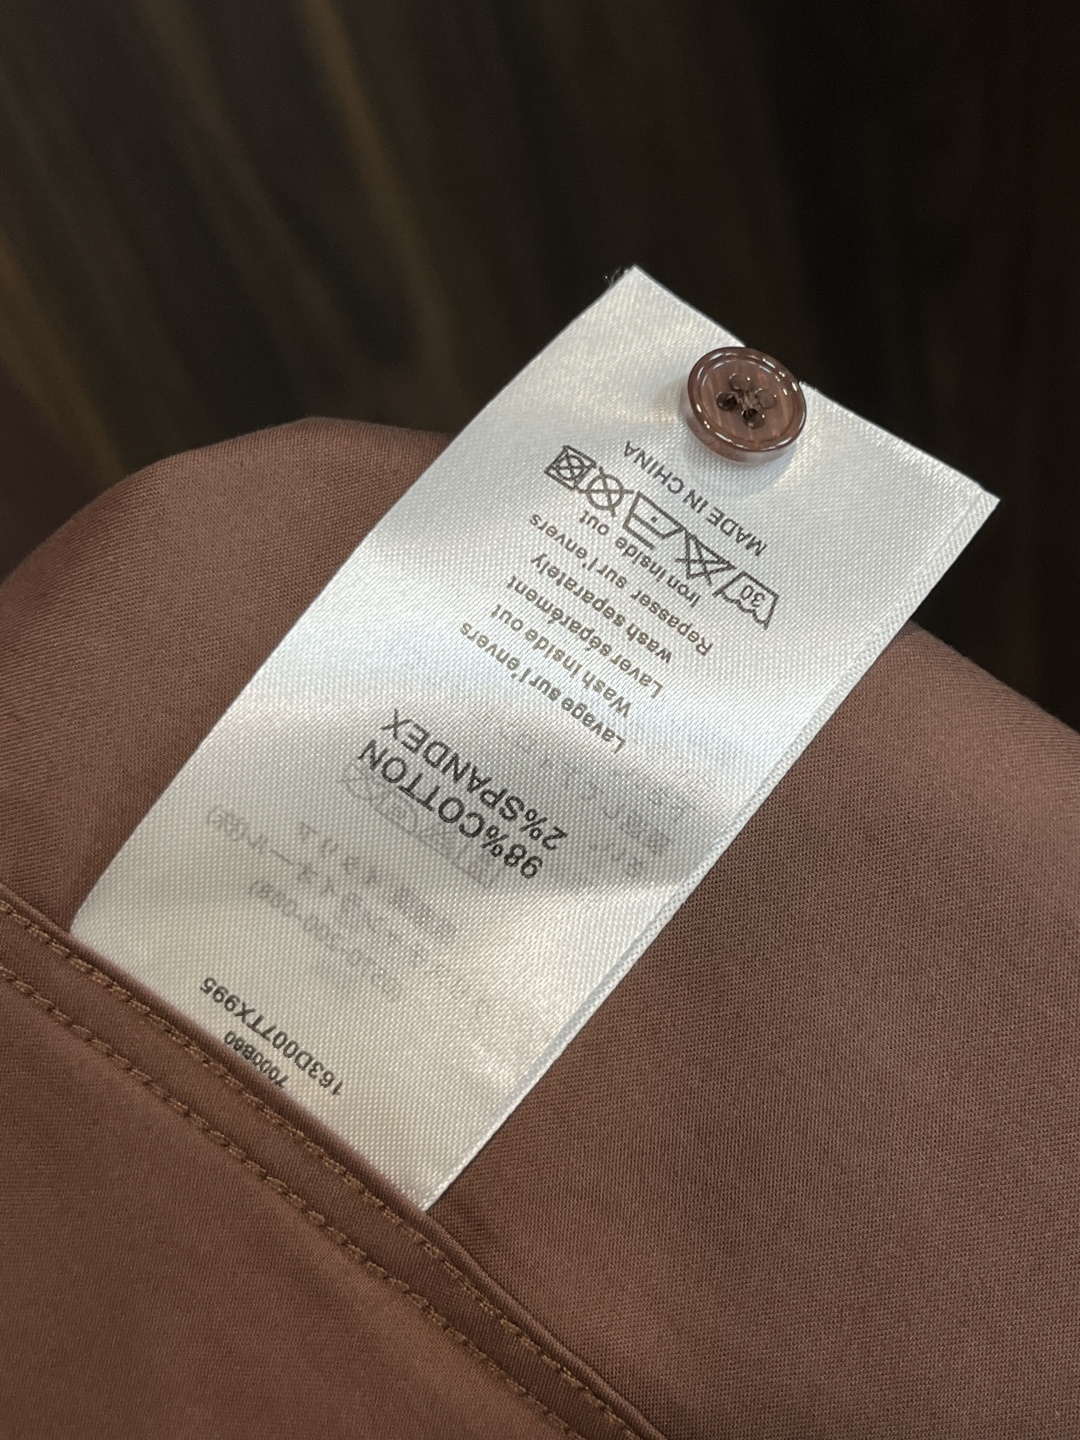 163D007TX995
98%COTTON
2%SPANDEX
Lavage sur l'envers
Wash inside out
Laver séparément
wash separately
Repasser sur l'envers
Iron inside out
30
MADE IN CHINA